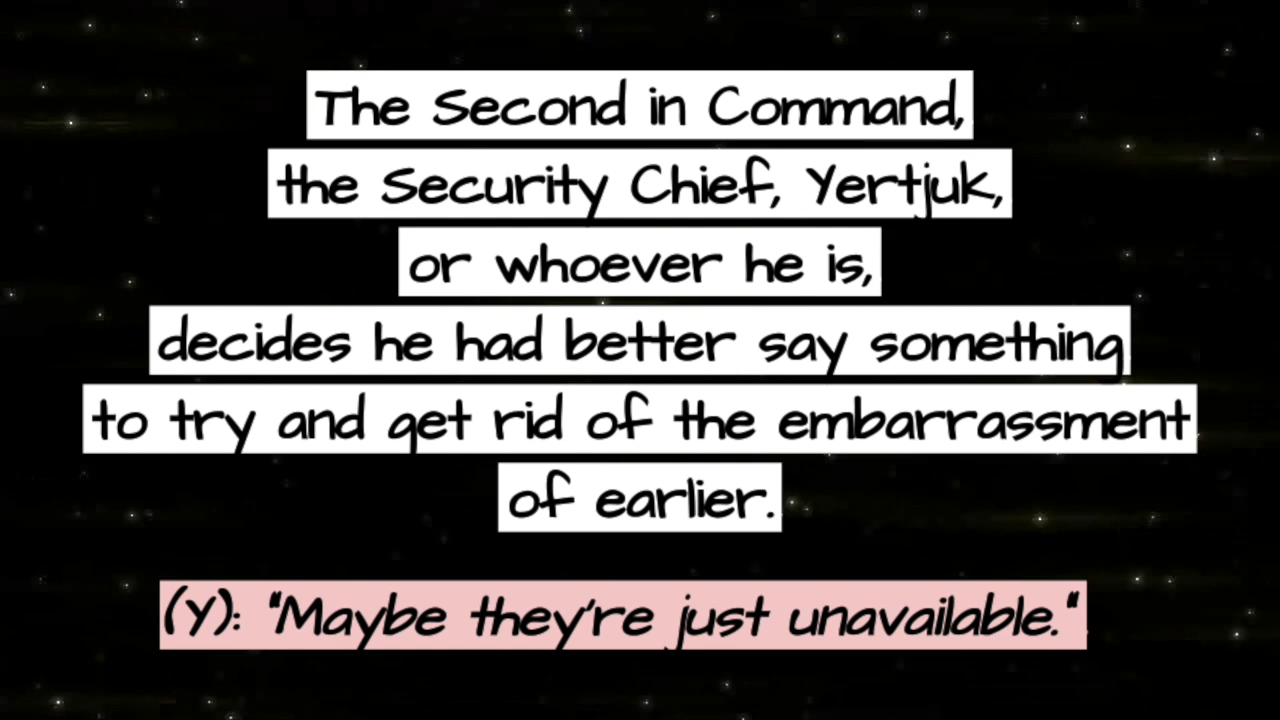 The Second in Command,
the Security Chief, Yertjuk,
or whoever he is,
decides he had better say something
to try and get rid of the embarrassment
of earlier.
(Y): "Maybe they're just unavailable."